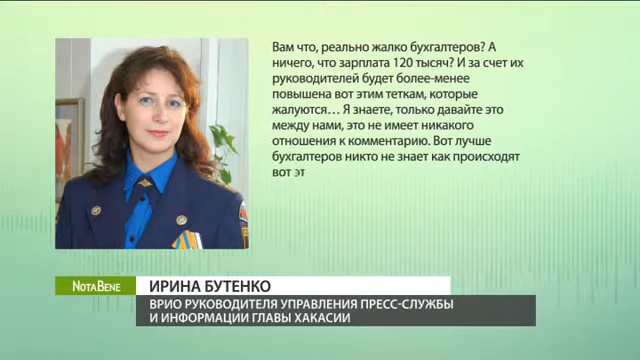 Вам что, реально жалко бухгалтеров? А
ничего, что зарплата 120 тысяч? И за счет их
руководителей будет более-менее
повышена вот этим теткам, которые
жалуются… Я знаете, только давайте это
между нами, это не имеет никакого
отношения к комментарию. Вот лучше
бухгалтеров никто не знает как происходят
вот эт
NotaBene
ИРИНА БУТЕНКО
ВРИО РУКОВОДИТЕЛЯ УПРАВЛЕНИЯ ПРЕСС-СЛУЖБЫ
И ИНФОРМАЦИИ ГЛАВЫ ХАКАСИИ